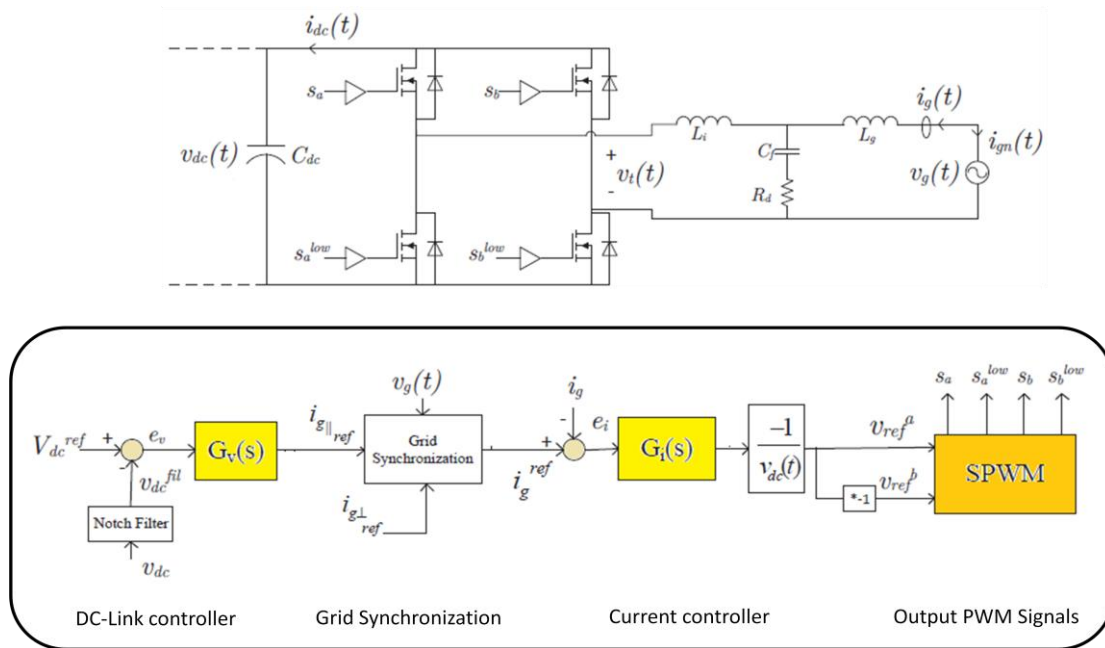 i_dc(t)
s_a
s_b
v_dc(t)
C_dc
+
v_t(t)
-
L_i
C_f
R_d
L_g
i_g(t)
i_gn(t)
v_g(t)
s_a^low
s_b^low
V_dc^ref
+
-
e_v
v_dc^fil
Notch Filter
v_dc
G_v(s)
i_g||_ref
v_g(t)
Grid
Synchronization
i_g⊥_ref
i_g
+
-
i_g^ref
e_i
G_i(s)
-1
v_dc(t)
v_ref^a
*-1
v_ref^b
s_a s_a^low s_b s_b^low
SPWM
DC-Link controller
Grid Synchronization
Current controller
Output PWM Signals